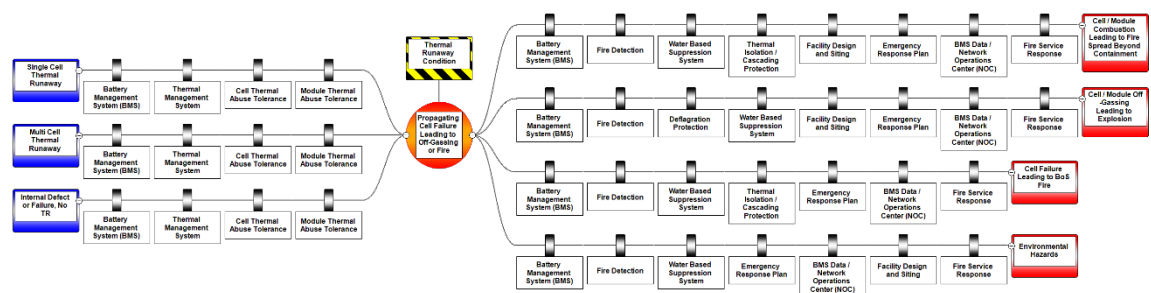 Single Cell
Thermal
Runaway
Battery
Management
System (BMS)
Thermal
Management
System
Cell Thermal
Abuse Tolerance
Module Thermal
Abuse Tolerance
Multi Cell
Thermal
Runaway
Battery
Management
System (BMS)
Thermal
Management
System
Cell Thermal
Abuse Tolerance
Module Thermal
Abuse Tolerance
Internal Defect
or Failure, No
TR
Battery
Management
System (BMS)
Thermal
Management
System
Cell Thermal
Abuse Tolerance
Module Thermal
Abuse Tolerance
Thermal
Runaway
Condition
Propagating
Cell Failure
Leading to
Off-Gassing
or Fire
Battery
Management
System (BMS)
Fire Detection
Water Based
Suppression
System
Thermal
Isolation /
Cascading
Protection
Facility Design
and Siting
Emergency
Response Plan
BMS Data /
Network
Operations
Center (NOC)
Fire Service
Response
Cell / Module
Combustion
Leading to Fire
Spread Beyond
Containment
Battery
Management
System (BMS)
Fire Detection
Deflagration
Protection
Water Based
Suppression
System
Facility Design
and Siting
Emergency
Response Plan
BMS Data /
Network
Operations
Center (NOC)
Fire Service
Response
Cell / Module Off
-Gassing
Leading to
Explosion
Battery
Management
System (BMS)
Fire Detection
Water Based
Suppression
System
Thermal
Isolation /
Cascading
Protection
Emergency
Response Plan
BMS Data /
Network
Operations
Center (NOC)
Fire Service
Response
Cell Failure
Leading to BoS
Fire
Battery
Management
System (BMS)
Fire Detection
Water Based
Suppression
System
Emergency
Response Plan
BMS Data /
Network
Operations
Center (NOC)
Facility Design
and Siting
Fire Service
Response
Environmental
Hazards